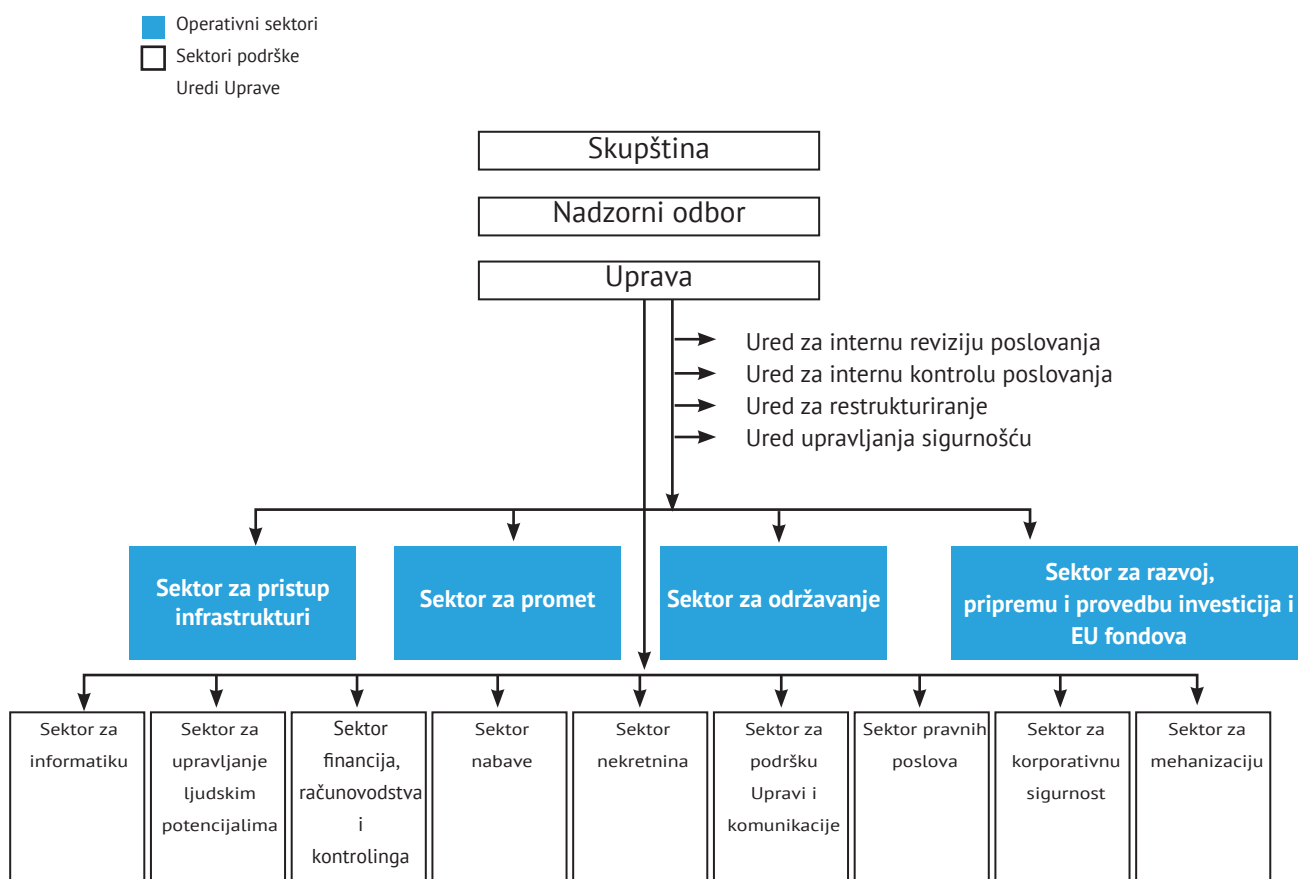 Operativni sektori
Sektori podrške
Uredi Uprave
Skupština
Nadzorni odbor
Uprava
Ured za internu reviziju poslovanja
Ured za internu kontrolu poslovanja
Ured za restrukturiranje
Ured upravljanja sigurnošću
Sektor za pristup
infrastrukturi
Sektor za promet
Sektor za održavanje
Sektor za razvoj,
pripremu i provedbu investicija i
EU fondova
Sektor za
informatiku
Sektor za
upravljanje
ljudskim
potencijalima
Sektor
financija,
računovodstva
i
kontrolinga
Sektor
nabave
Sektor
nekretnina
Sektor za
podršku
Upravi i
komunikacije
Sektor pravnih
poslova
Sektor za
korporativnu
sigurnost
Sektor za
mehanizaciju